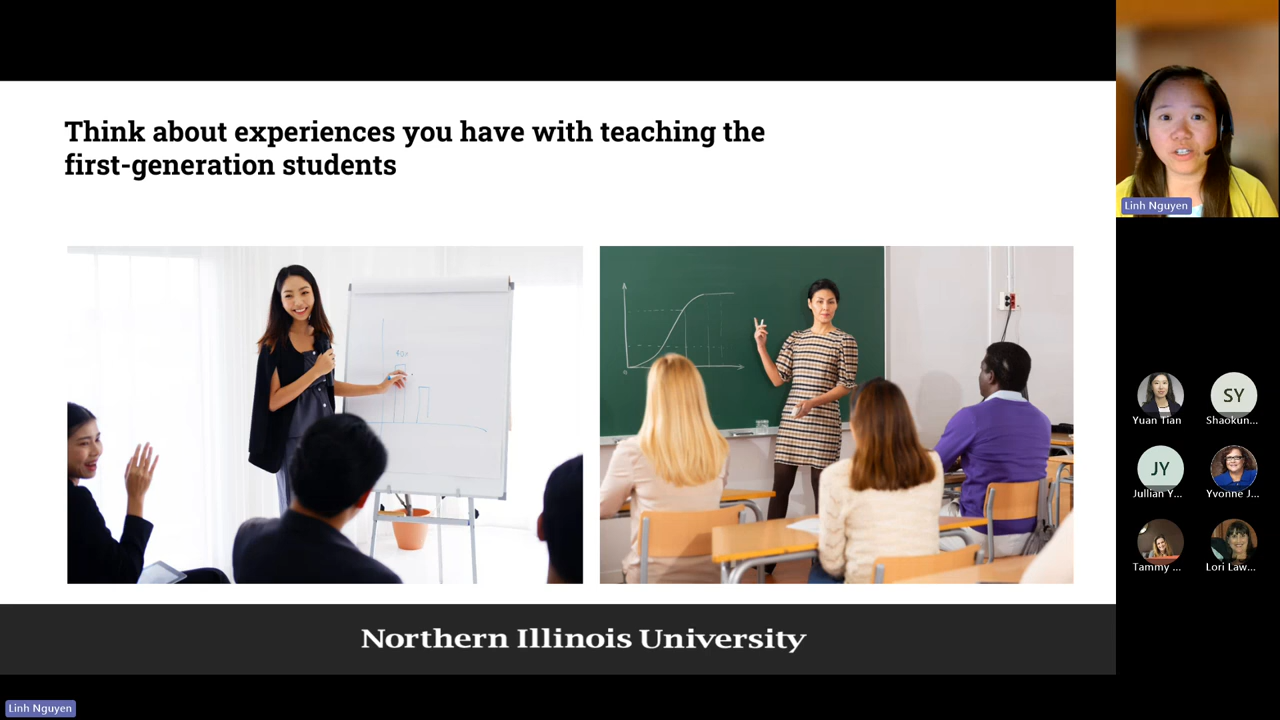 Think about experiences you have with teaching the
first-generation students
Northern Illinois University
Linh Nguyen
Linh Nguyen
Yuan Tian
SY
Shaokun...
JY
Jullian Y...
Yvonne J...
Tammy ...
Lori Law...